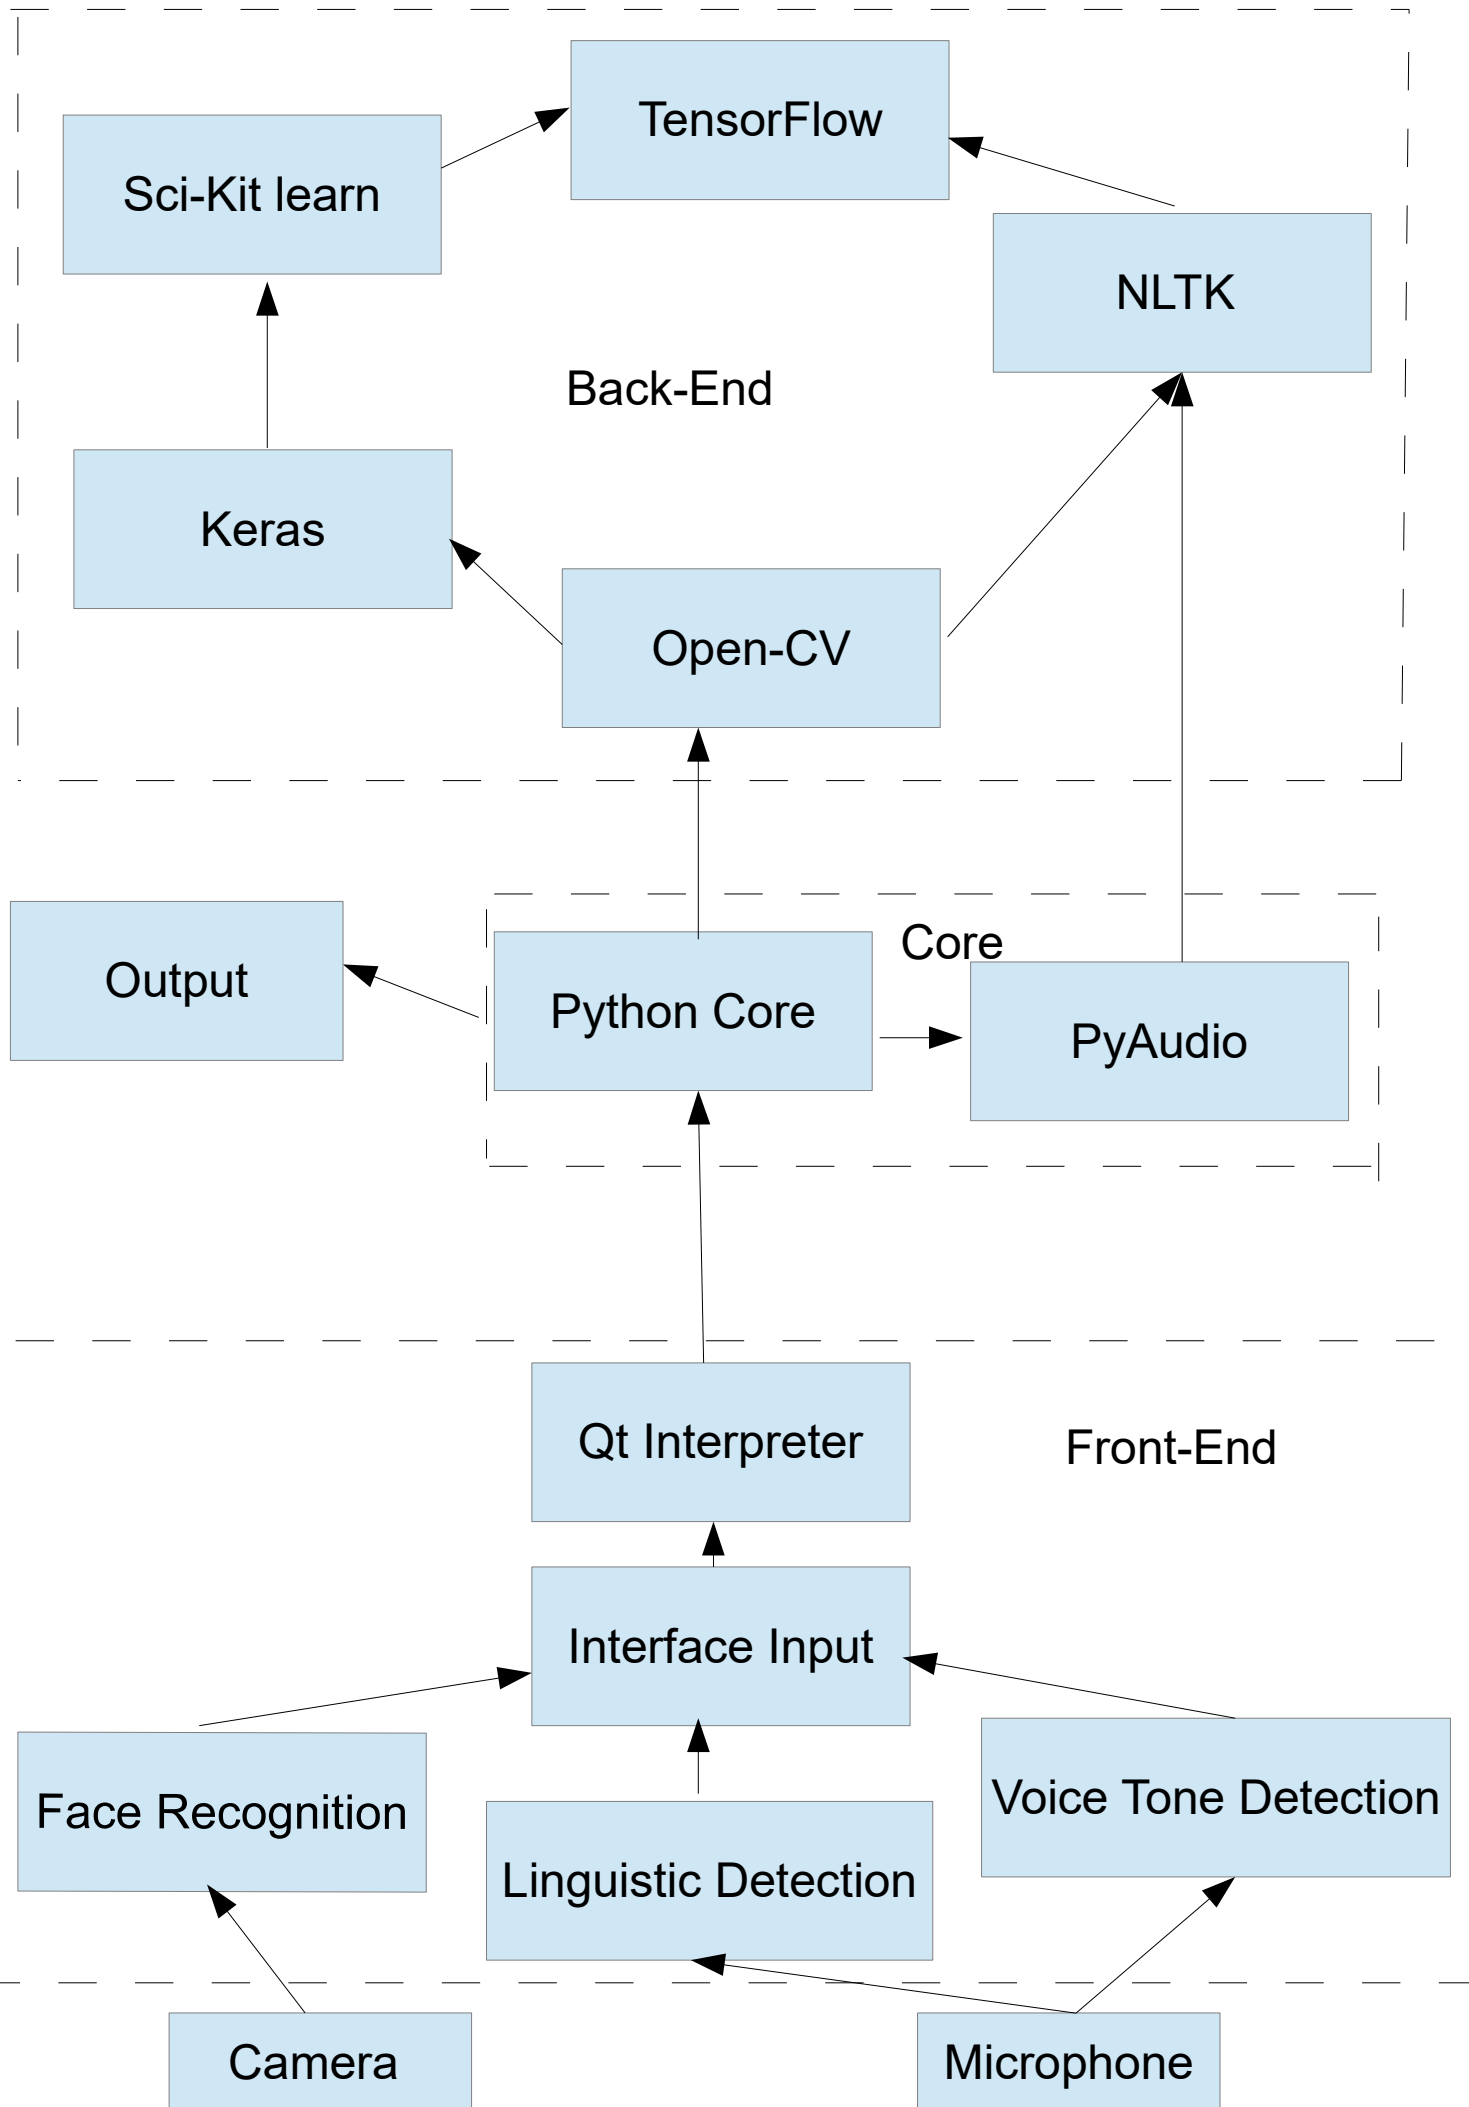 TensorFlow
Sci-Kit learn
NLTK
Back-End
Keras
Open-CV
Core
Output
Python Core
PyAudio
Qt Interpreter
Front-End
Interface Input
Face Recognition
Voice Tone Detection
Linguistic Detection
Camera
Microphone